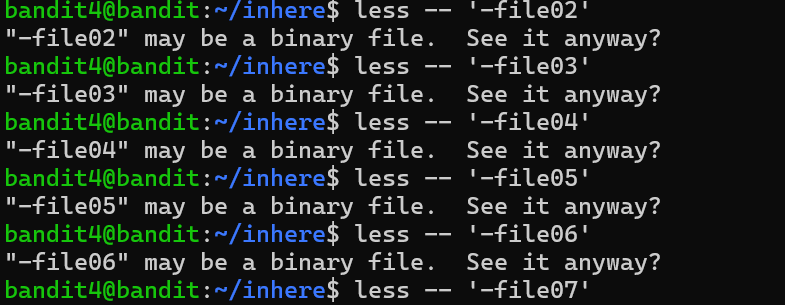 bandit4@bandit:~/inhere$ less -- '-file02'
"-file02" may be a binary file.  See it anyway?
bandit4@bandit:~/inhere$ less -- '-file03'
"-file03" may be a binary file.  See it anyway?
bandit4@bandit:~/inhere$ less -- '-file04'
"-file04" may be a binary file.  See it anyway?
bandit4@bandit:~/inhere$ less -- '-file05'
"-file05" may be a binary file.  See it anyway?
bandit4@bandit:~/inhere$ less -- '-file06'
"-file06" may be a binary file.  See it anyway?
bandit4@bandit:~/inhere$ less -- '-file07'